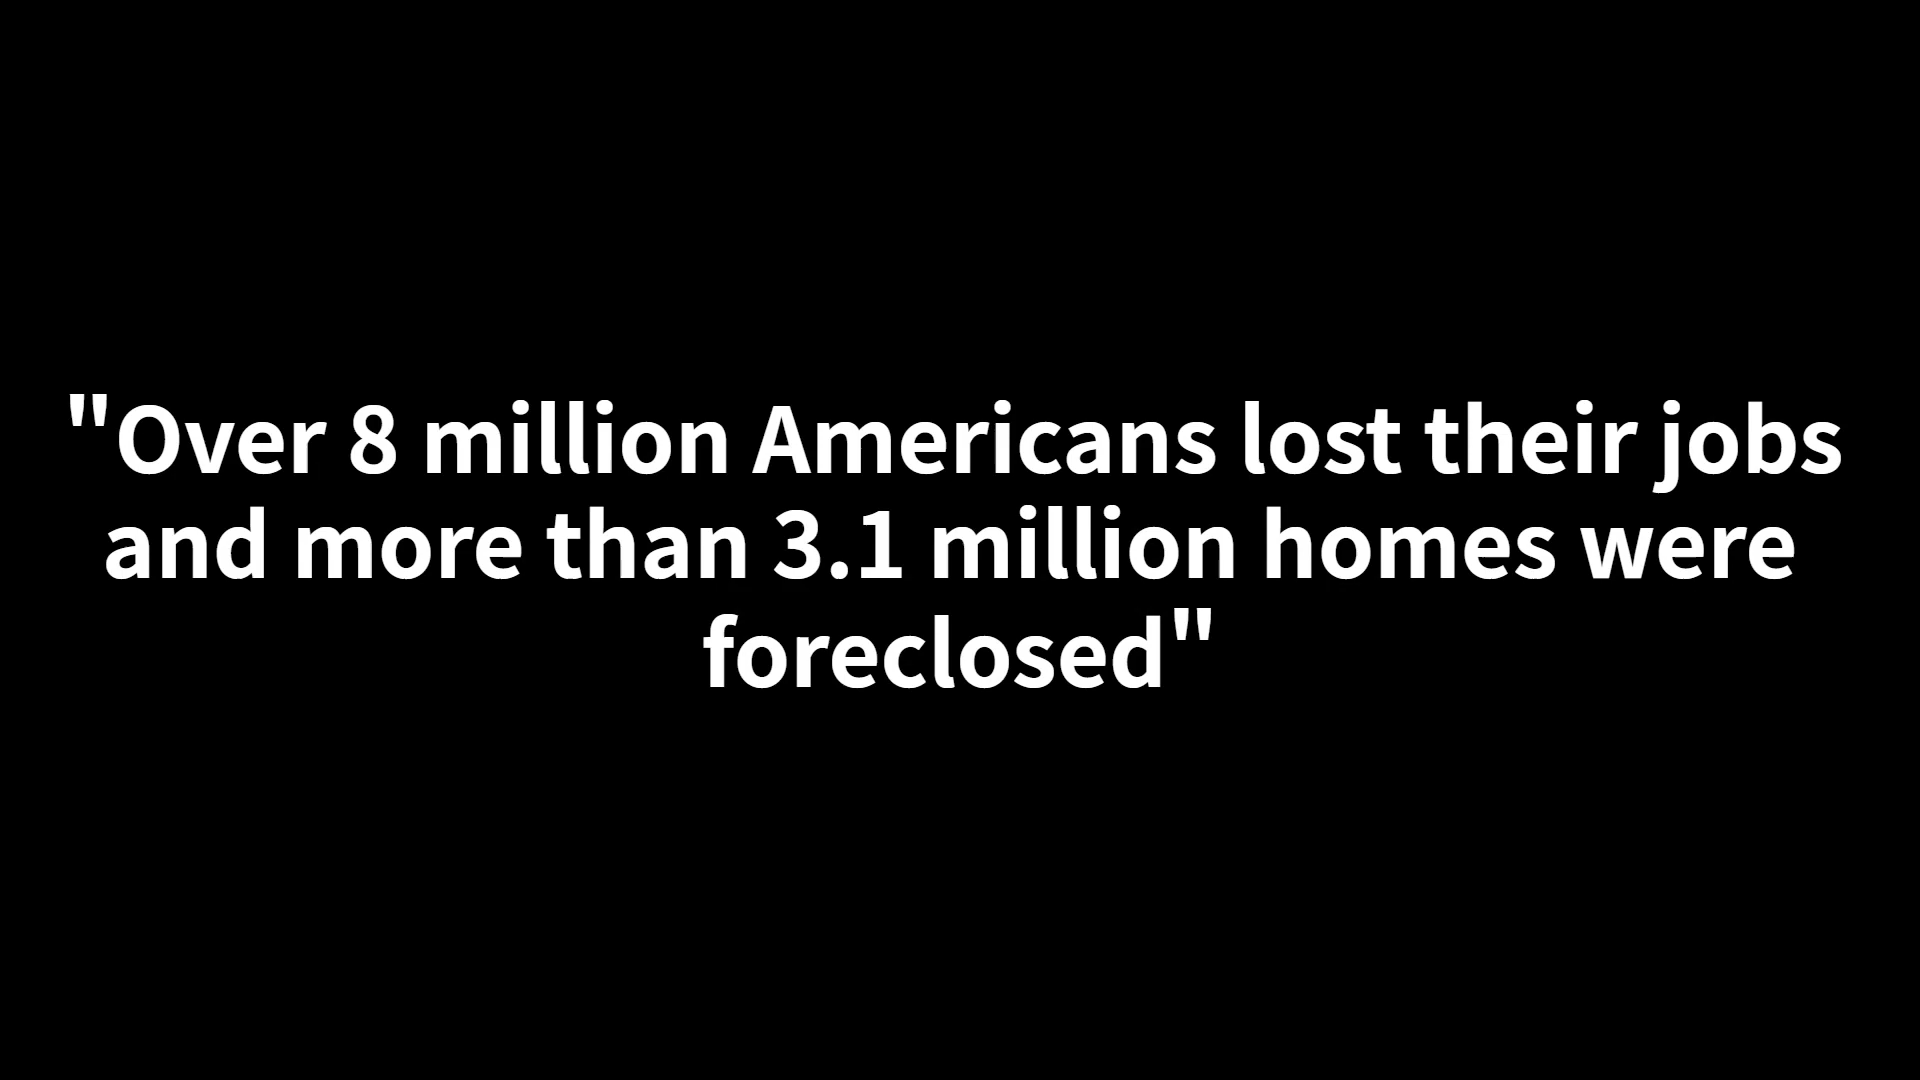 "Over 8 million Americans lost their jobs
and more than 3.1 million homes were
foreclosed"